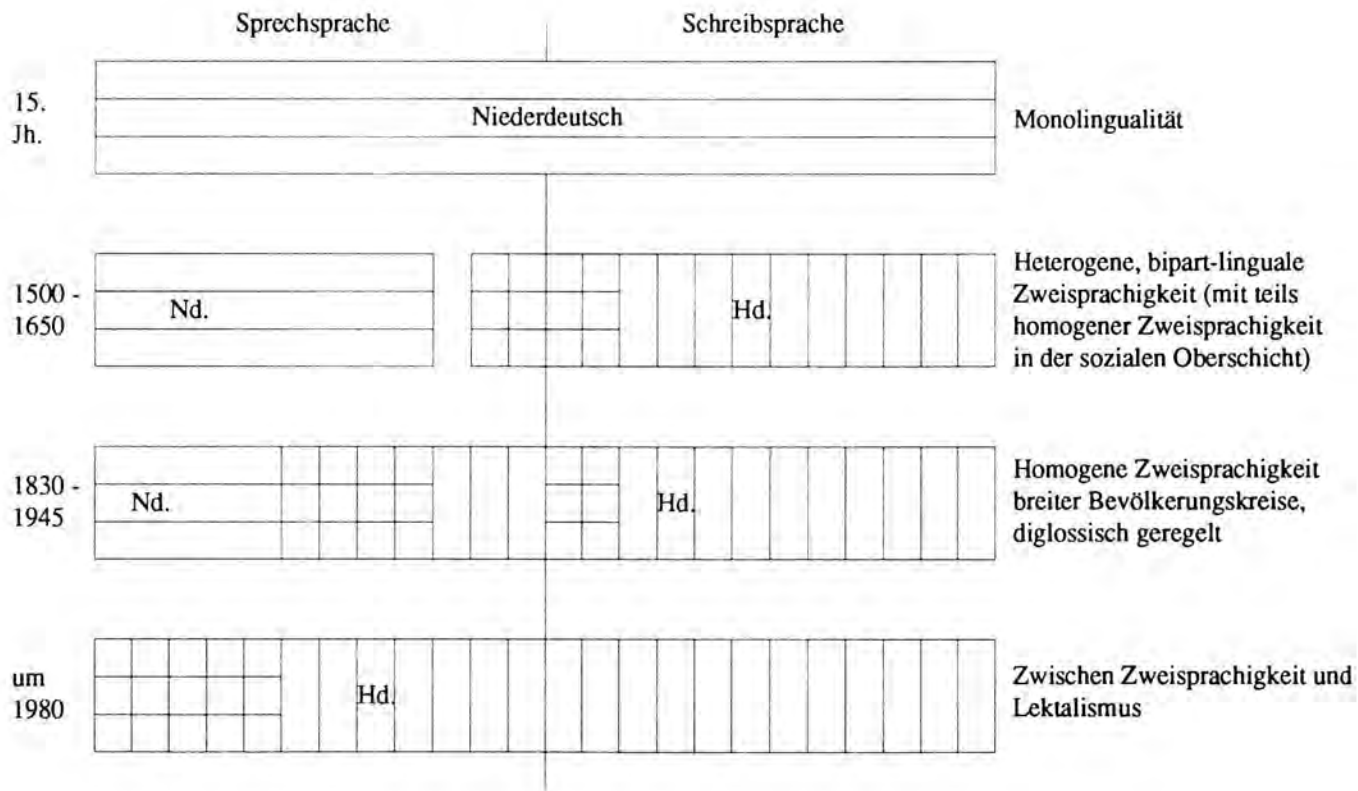 Sprechsprache
Schreibsprache
15.
Jh.
Niederdeutsch
Monolingualität
1500 -
1650
Nd.
Hd.
Heterogene, bipart-linguale
Zweisprachigkeit (mit teils
homogener Zweisprachigkeit
in der sozialen Oberschicht)
1830 -
1945
Nd.
Hd.
Homogene Zweisprachigkeit
breiter Bevölkerungskreise,
diglossisch geregelt
um
1980
Hd.
Zwischen Zweisprachigkeit und
Lektalismus